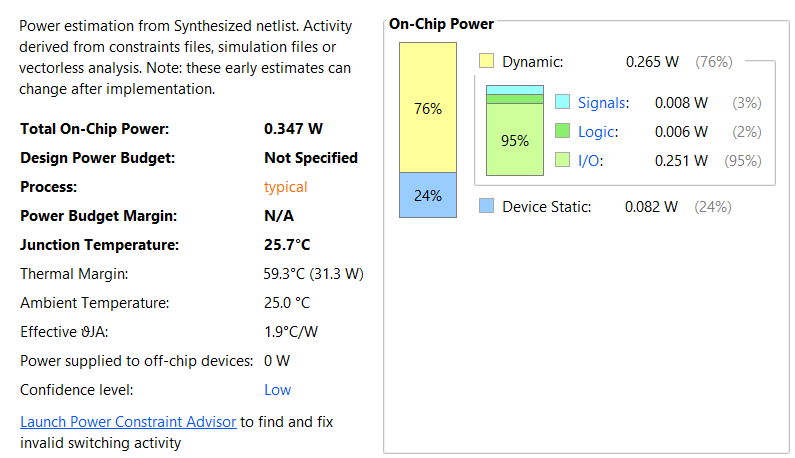 Power estimation from Synthesized netlist. Activity
derived from constraints files, simulation files or
vectorless analysis. Note: these early estimates can
change after implementation.
Total On-Chip Power: 0.347 W
Design Power Budget: Not Specified
Process: typical
Power Budget Margin: N/A
Junction Temperature: 25.7°C
Thermal Margin: 59.3°C (31.3 W)
Ambient Temperature: 25.0 °C
Effective ϑJA: 1.9°C/W
Power supplied to off-chip devices: 0 W
Confidence level: Low
Launch Power Constraint Advisor to find and fix
invalid switching activity
On-Chip Power
76%
24%
Dynamic: 0.265 W (76%)
95%
Signals: 0.008 W (3%)
Logic: 0.006 W (2%)
I/O: 0.251 W (95%)
Device Static: 0.082 W (24%)